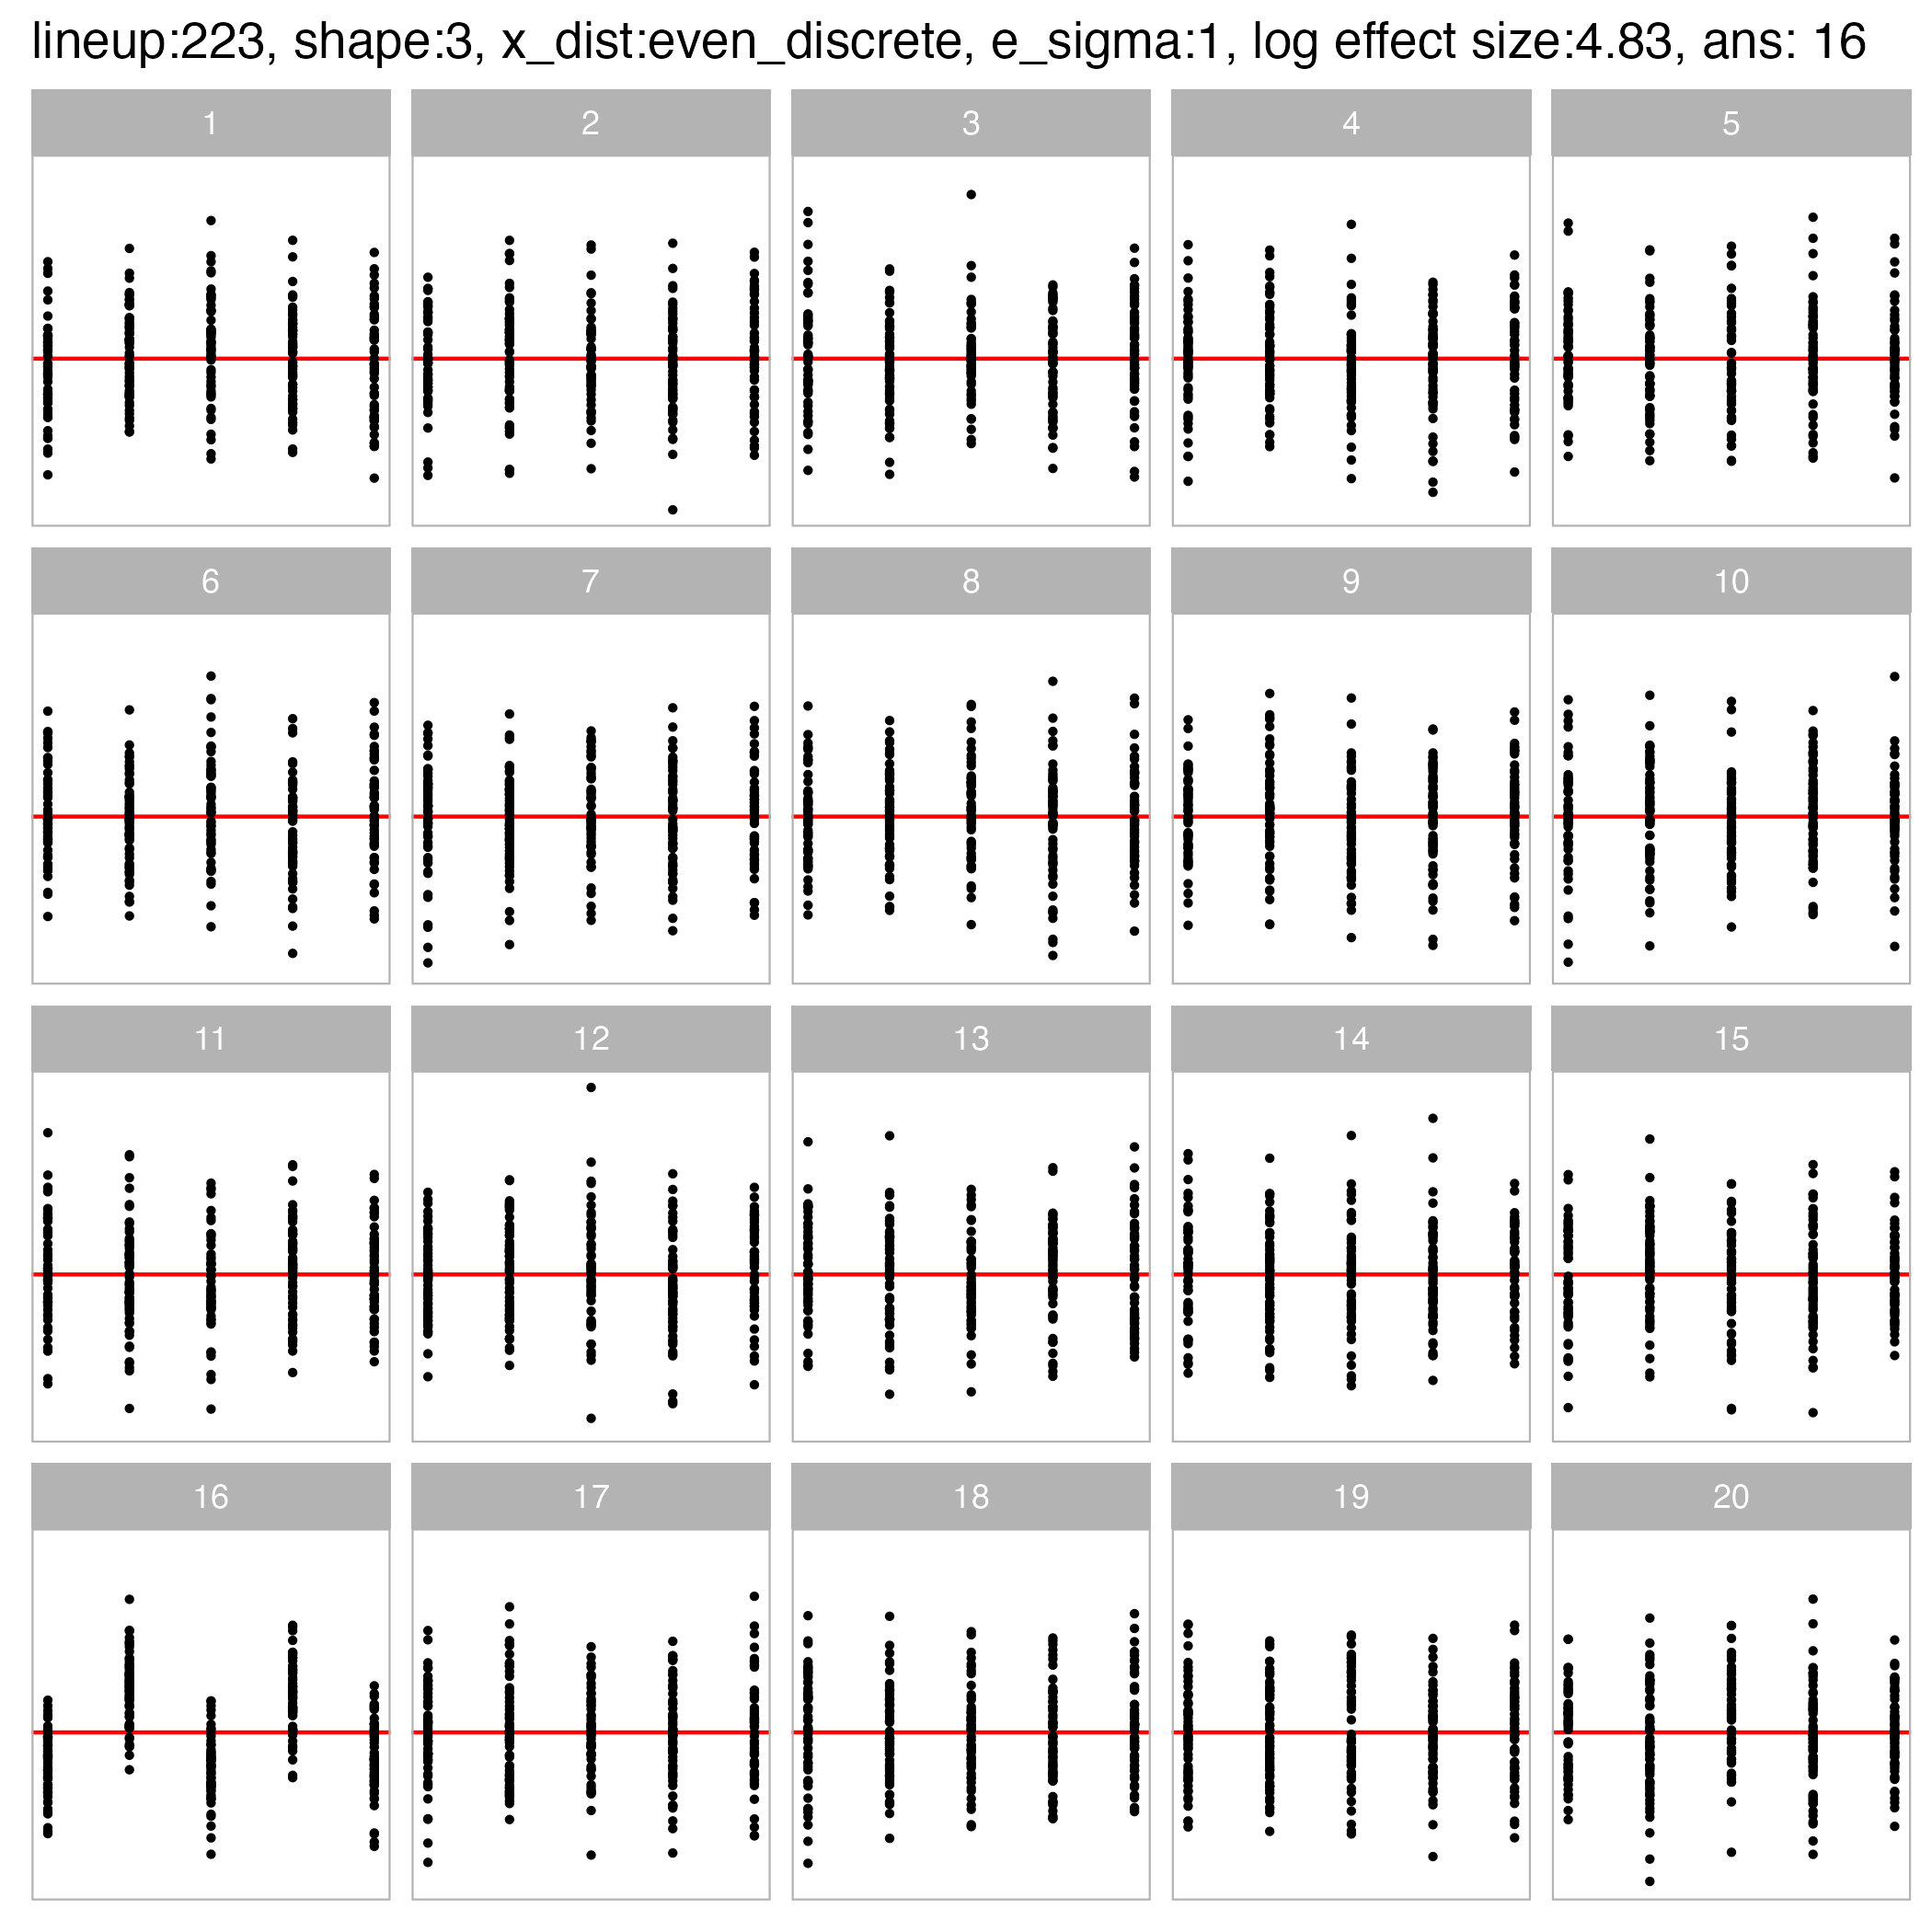 lineup:223, shape:3, x_dist:even_discrete, e_sigma:1, log effect size:4.83, ans: 16
1 2 3 4 5
6 7 8 9 10
11 12 13 14 15
16 17 18 19 20